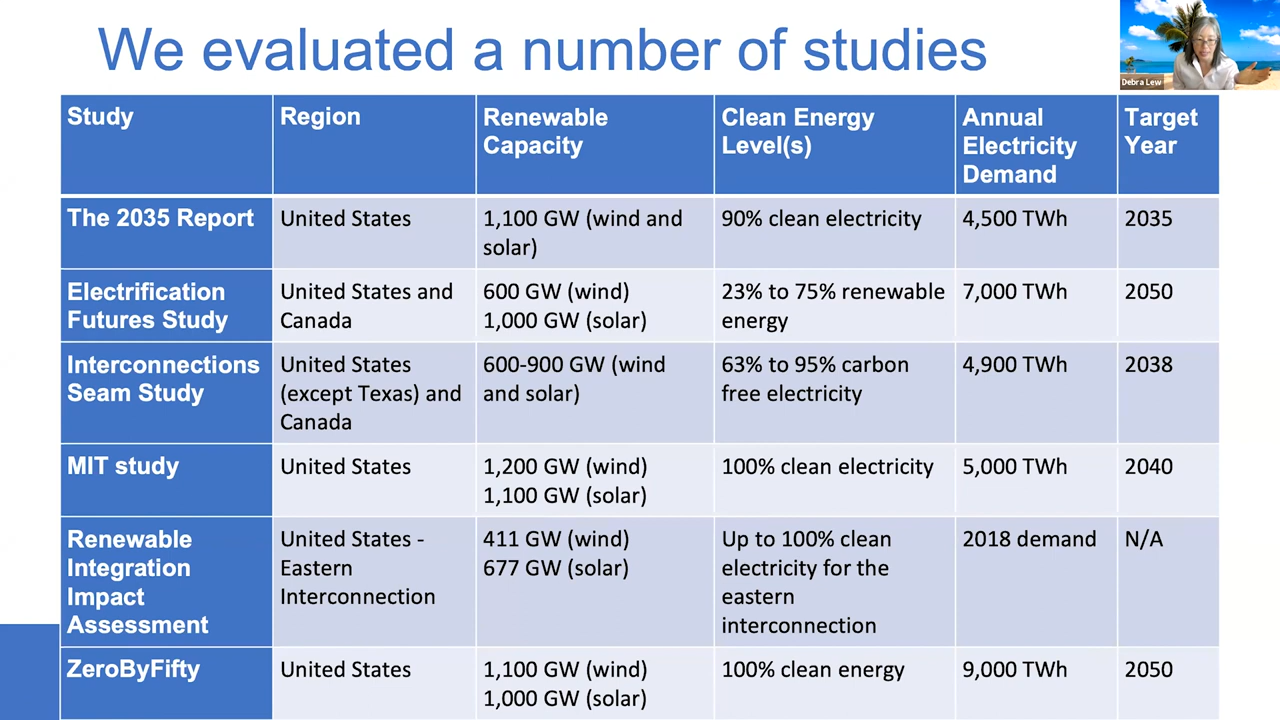 We evaluated a number of studies
Debra Lew
Study
Region
Renewable
Capacity
Clean Energy
Level(s)
Annual
Electricity
Demand
Target
Year
The 2035 Report
United States
1,100 GW (wind and
solar)
90% clean electricity
4,500 TWh
2035
Electrification
Futures Study
United States and
Canada
600 GW (wind)
1,000 GW (solar)
23% to 75% renewable
energy
7,000 TWh
2050
Interconnections
Seam Study
United States
(except Texas) and
Canada
600-900 GW (wind
and solar)
63% to 95% carbon
free electricity
4,900 TWh
2038
MIT study
United States
1,200 GW (wind)
1,100 GW (solar)
100% clean electricity
5,000 TWh
2040
Renewable
Integration
Impact
Assessment
United States -
Eastern
Interconnection
411 GW (wind)
677 GW (solar)
Up to 100% clean
electricity for the
eastern
interconnection
2018 demand
N/A
ZeroByFifty
United States
1,100 GW (wind)
1,000 GW (solar)
100% clean energy
9,000 TWh
2050